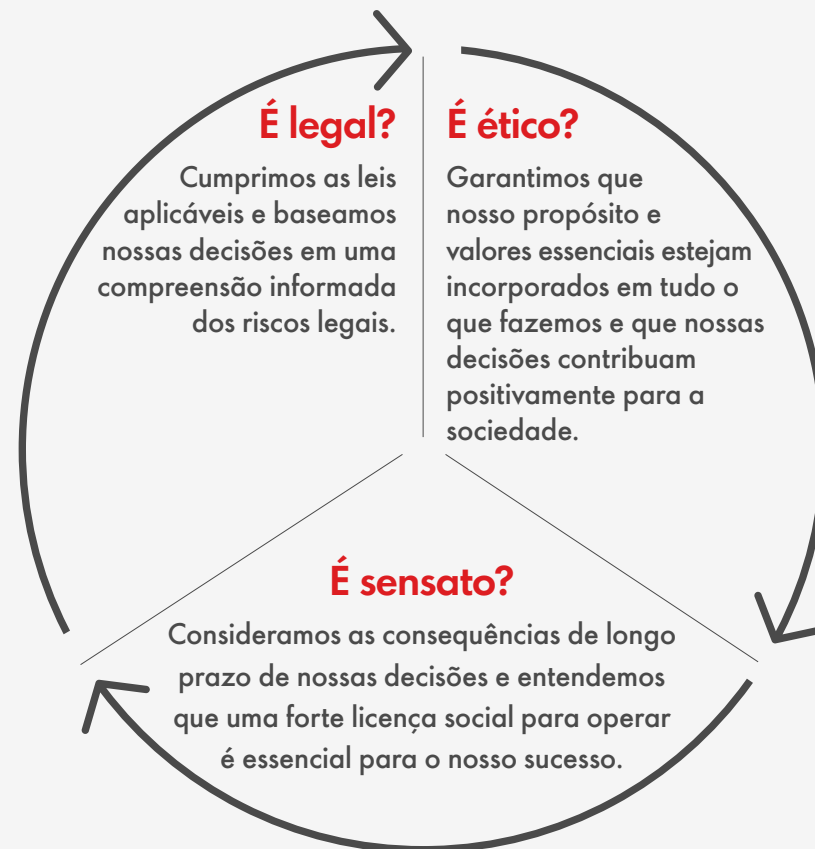 É legal?
Cumprimos as leis
aplicáveis e baseamos
nossas decisões em uma
compreensão informada
dos riscos legais.
É ético?
Garantimos que
nosso propósito e
valores essenciais estejam
incorporados em tudo o
que fazemos e que nossas
decisões contribuam
positivamente para a
sociedade.
É sensato?
Consideramos as consequências de longo
prazo de nossas decisões e entendemos
que uma forte licença social para operar
é essencial para o nosso sucesso.